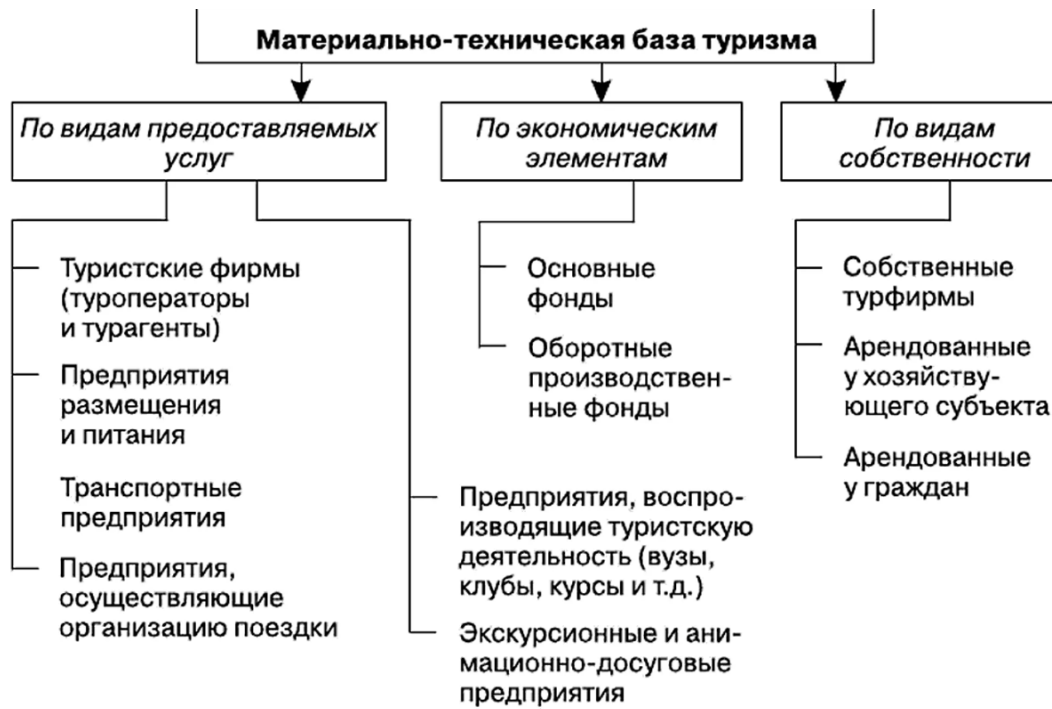 Материально-техническая база туризма
По видам предоставляемых
услуг
По экономическим
элементам
По видам
собственности
Туристские фирмы
(туроператоры
и турагенты)
Предприятия
размещения
и питания
Транспортные
предприятия
Предприятия,
осуществляющие
организацию поездки
Предприятия, воспро-
изводящие туристскую
деятельность (вузы,
клубы, курсы и т.д.)
Экскурсионные и ани-
мационно-досуговые
предприятия
Основные
фонды
Оборотные
производствен-
ные фонды
Собственные
турфирмы
Арендованные
у хозяйству-
ющего субъекта
Арендованные
у граждан